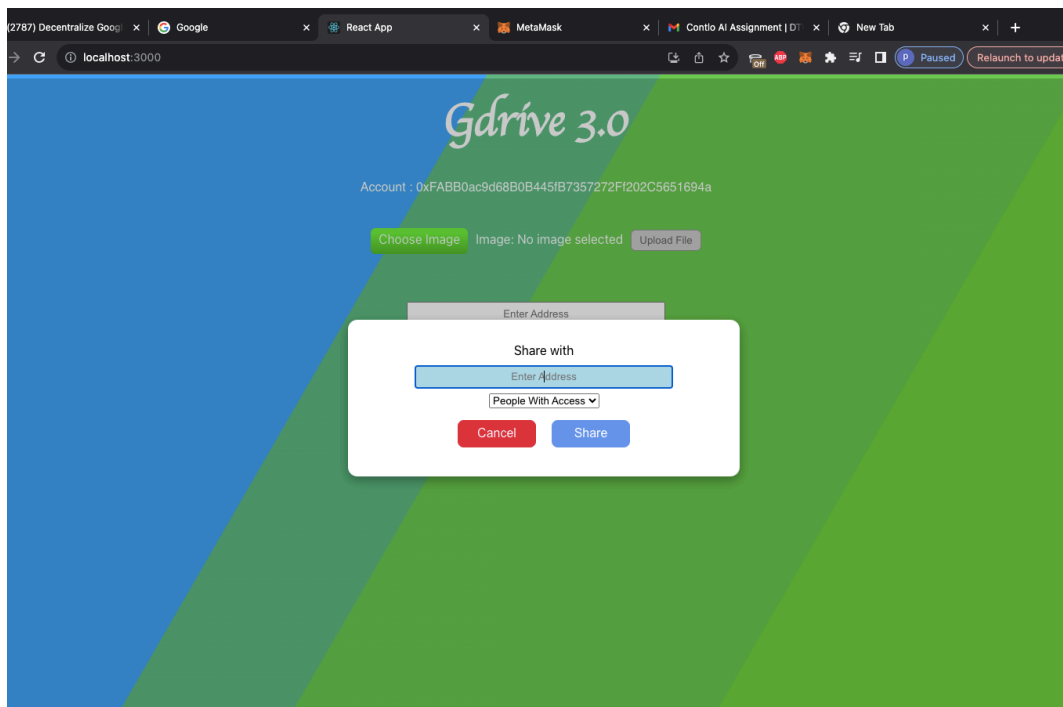 (2787) Decentralize Goog
Google
React App
MetaMask
Contlo Ai Assignment | DT
New Tab
localhost:3000
Off
ABP
P
Paused
Relaunch to updat
Gdrive 3.0
Account : 0xFABB0ac9d68B0B445fB7357272Ff202C5651694a
Choose Image
Image: No image selected
Upload File
Enter Address
Share with
Enter Address
People With Access
Cancel
Share